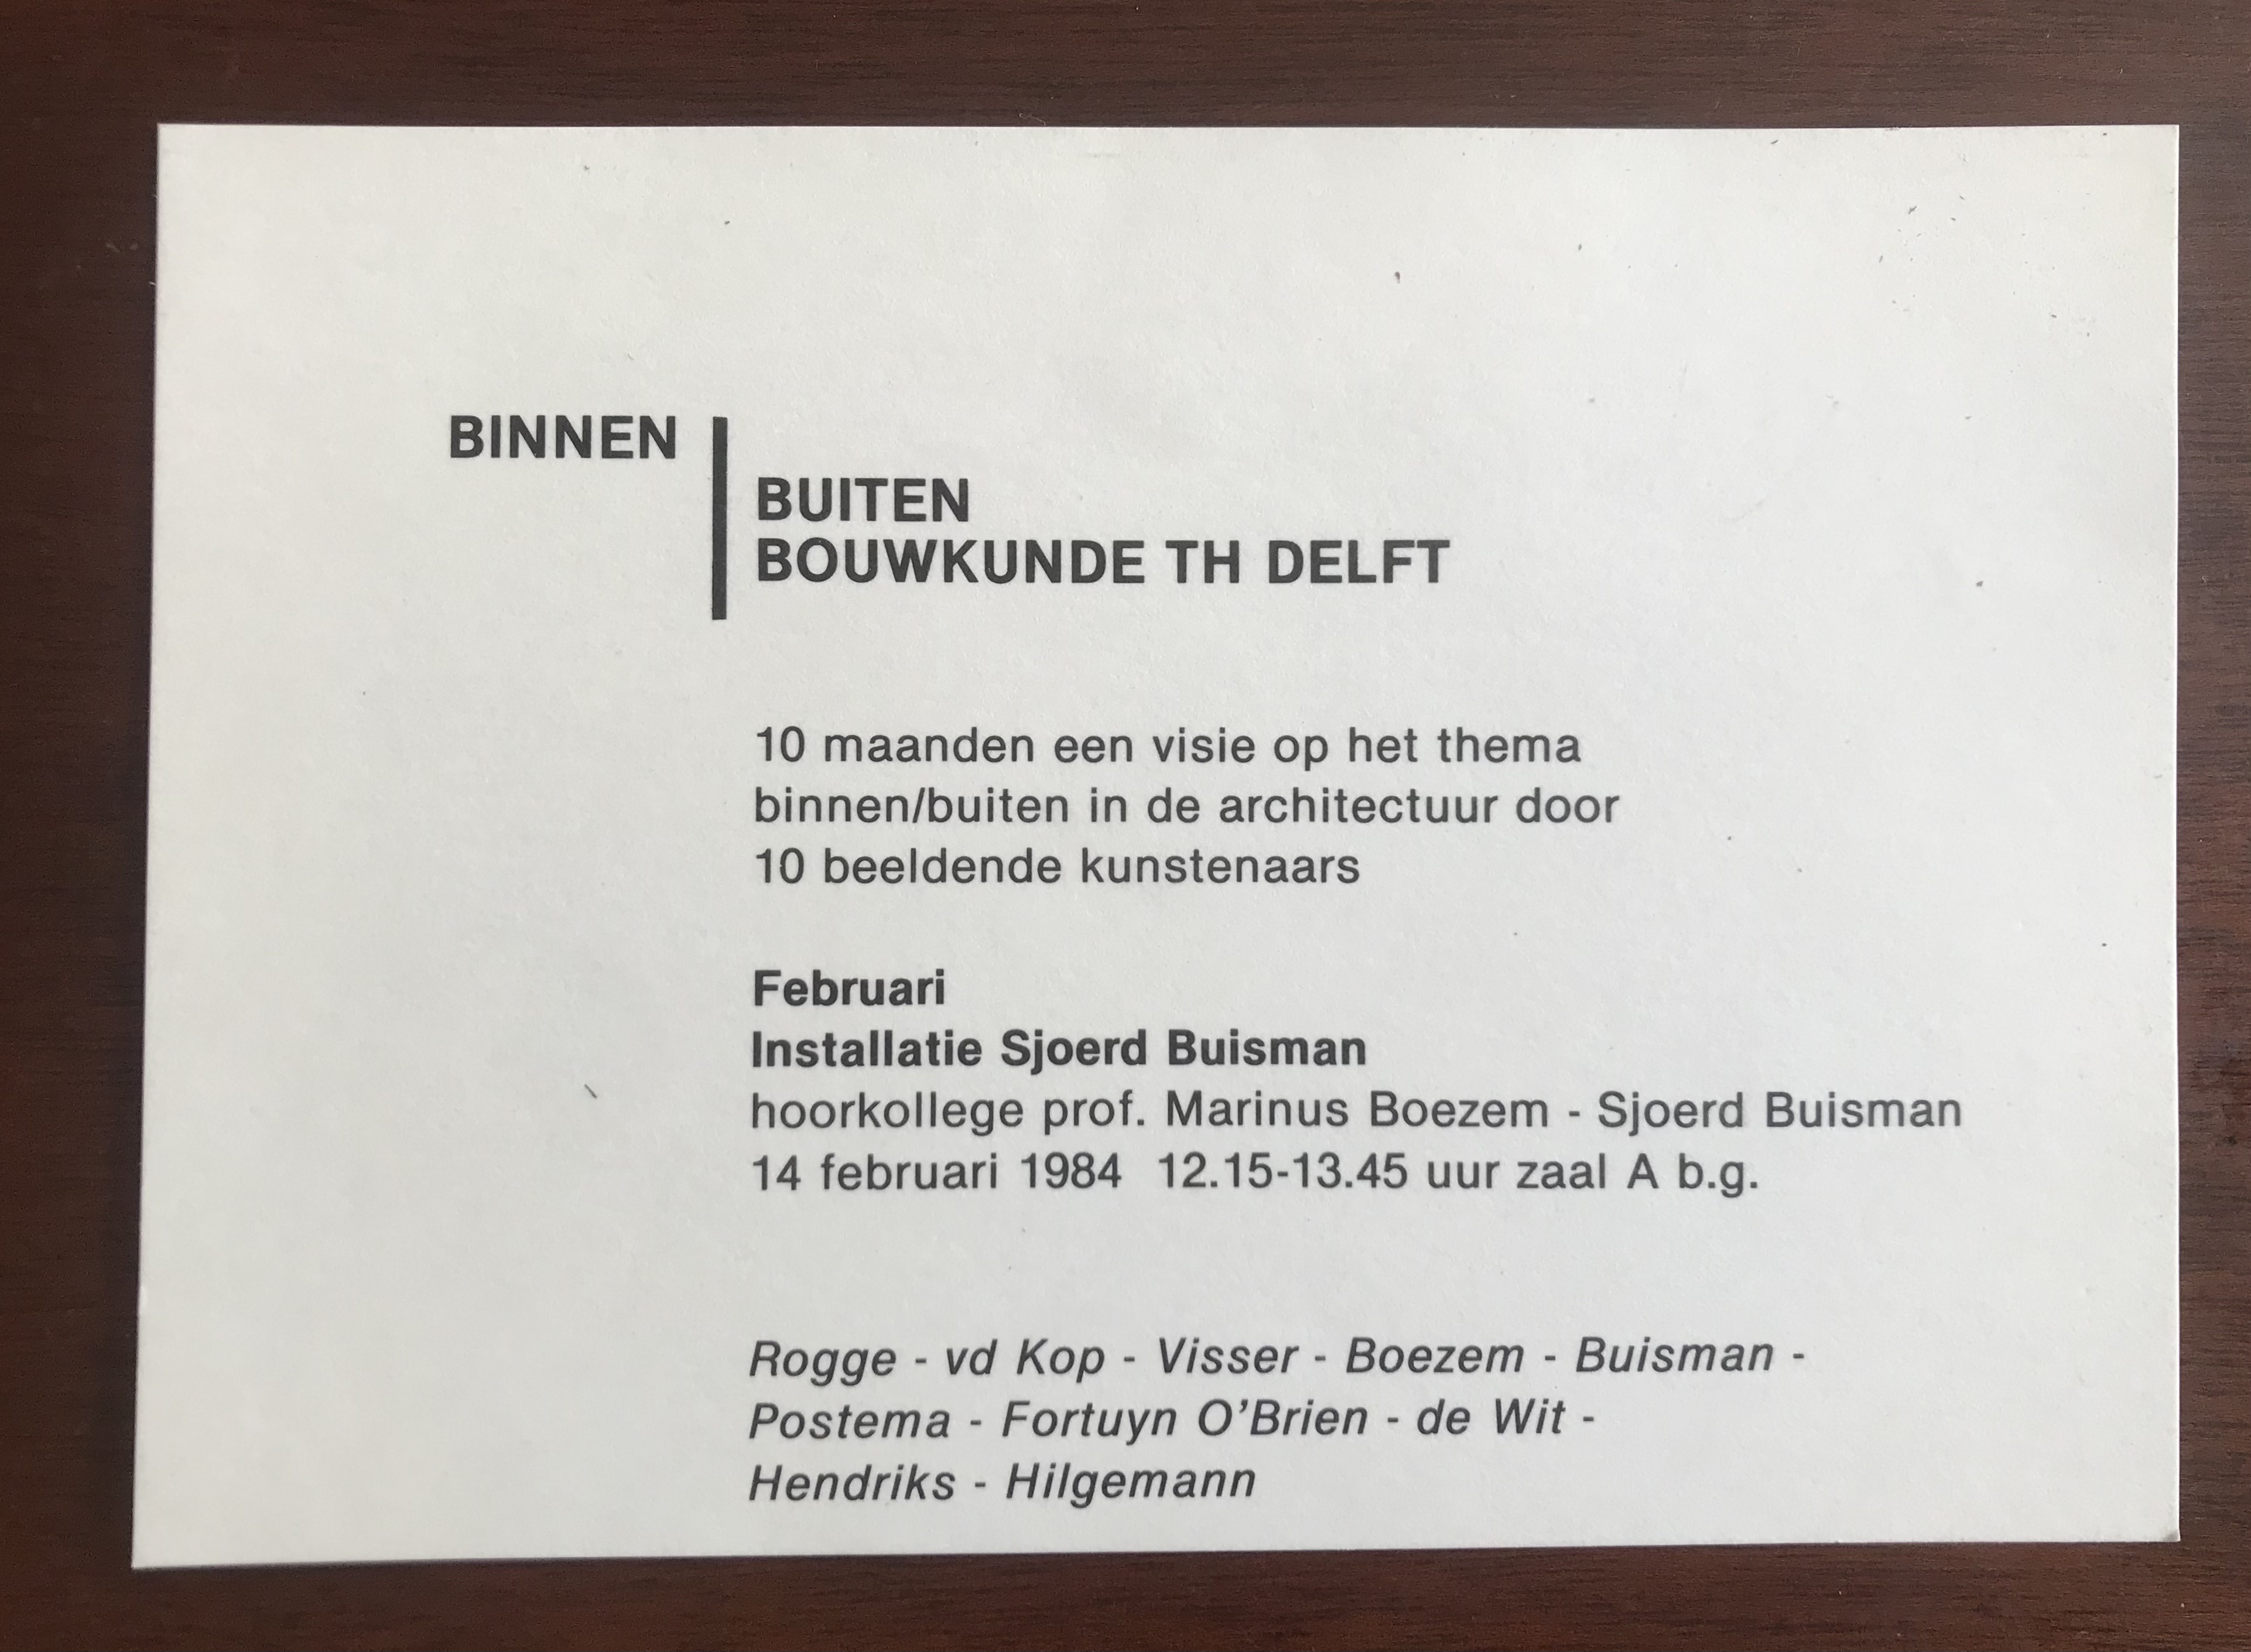 BINNEN
BUITEN
BOUWKUNDE TH DELFT
10 maanden een visie op het thema
binnen/buiten in de architectuur door
10 beeldende kunstenaars
Februari
Installatie Sjoerd Buisman
hoorkollege prof. Marinus Boezem - Sjoerd Buisman
14 februari 1984 12.15-13.45 uur zaal A b.g.
Rogge - vd Kop - Visser - Boezem - Buisman -
Postema - Fortuyn O’Brien - de Wit -
Hendriks - Hilgemann